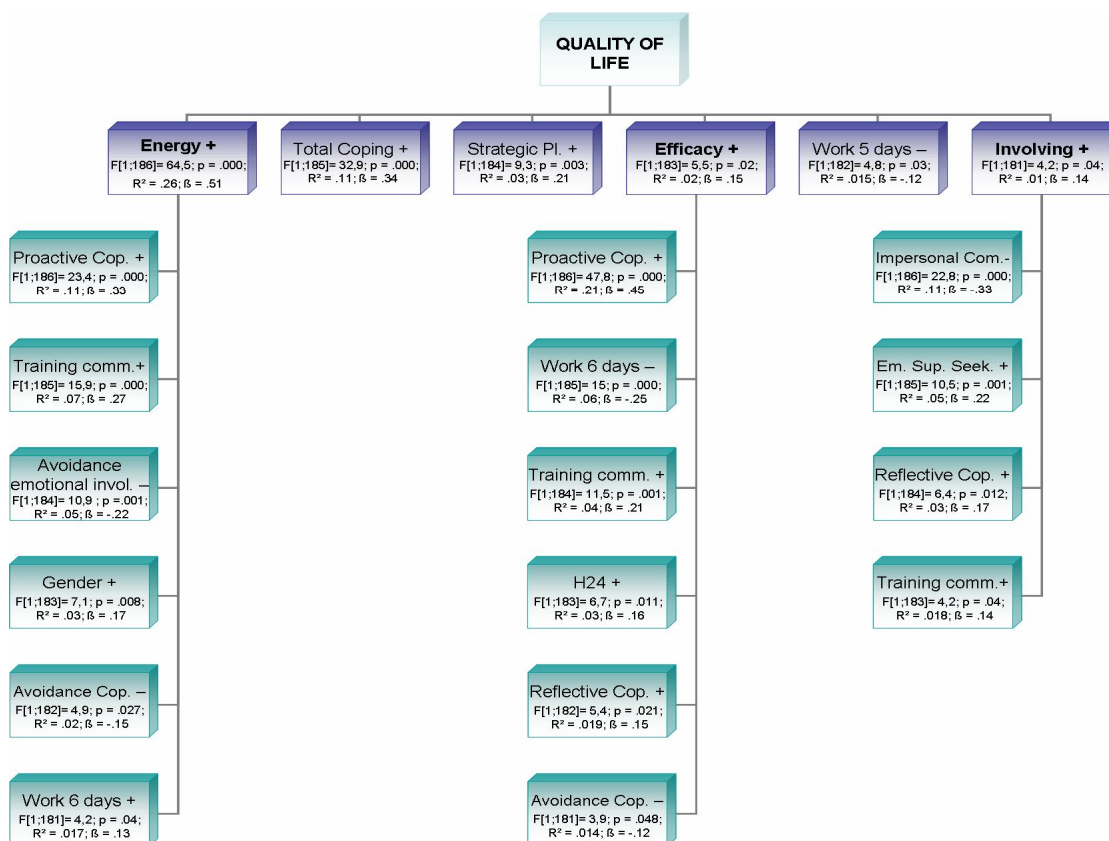 QUALITY OF
LIFE
Energy +
F[1;186]= 64,5; p = .000;
R² = .26; ß = .51
Total Coping +
F[1;185]= 32,9; p = .000;
R² = .11; ß = .34
Strategic Pl. +
F[1;184]= 9,3; p = .003;
R² = .03; ß = .21
Efficacy +
F[1;183]= 5,5; p = .02;
R² = .02; ß = .15
Work 5 days –
F[1;182]= 4,8; p = .03;
R² = .015; ß = -.12
Involving +
F[1;181]= 4,2; p = .04;
R² = .01; ß = .14
Proactive Cop. +
F[1;186]= 23,4; p = .000;
R² = .11; ß = .33
Training comm.+
F[1;185]= 15,9; p = .000;
R² = .07; ß = .27
Avoidance
emotional invol. –
F[1;184]= 10,9 ; p =.001;
R² = .05; ß = -.22
Gender +
F[1;183]= 7,1; p = .008;
R² = .03; ß = .17
Avoidance Cop. –
F[1;182]= 4,9; p = .027;
R² = .02; ß = -.15
Work 6 days +
F[1;181]= 4,2; p = .04;
R² = .017; ß = .13
Proactive Cop. +
F[1;186]= 47,8; p = .000;
R² = .21; ß = .45
Work 6 days –
F[1;185]= 15; p = .000;
R² = .06; ß = -.25
Training comm. +
F[1;184]= 11,5; p = .001;
R² = .04; ß = .21
H24 +
F[1;183]= 6,7; p = .011;
R² = .03; ß = .16
Reflective Cop. +
F[1;182]= 5,4; p = .021;
R² = .019; ß = .15
Avoidance Cop. –
F[1;181]= 3,9; p = .048;
R² = .014; ß = -.12
Impersonal Com.-
F[1;186]= 22,8; p = .000;
R² = .11; ß = -.33
Em. Sup. Seek. +
F[1;185]= 10,5; p = .001;
R² = .05; ß = .22
Reflective Cop. +
F[1;184]= 6,4; p = .012;
R² = .03; ß = .17
Training comm.+
F[1;183]= 4,2; p = .04;
R² = .018; ß = .14